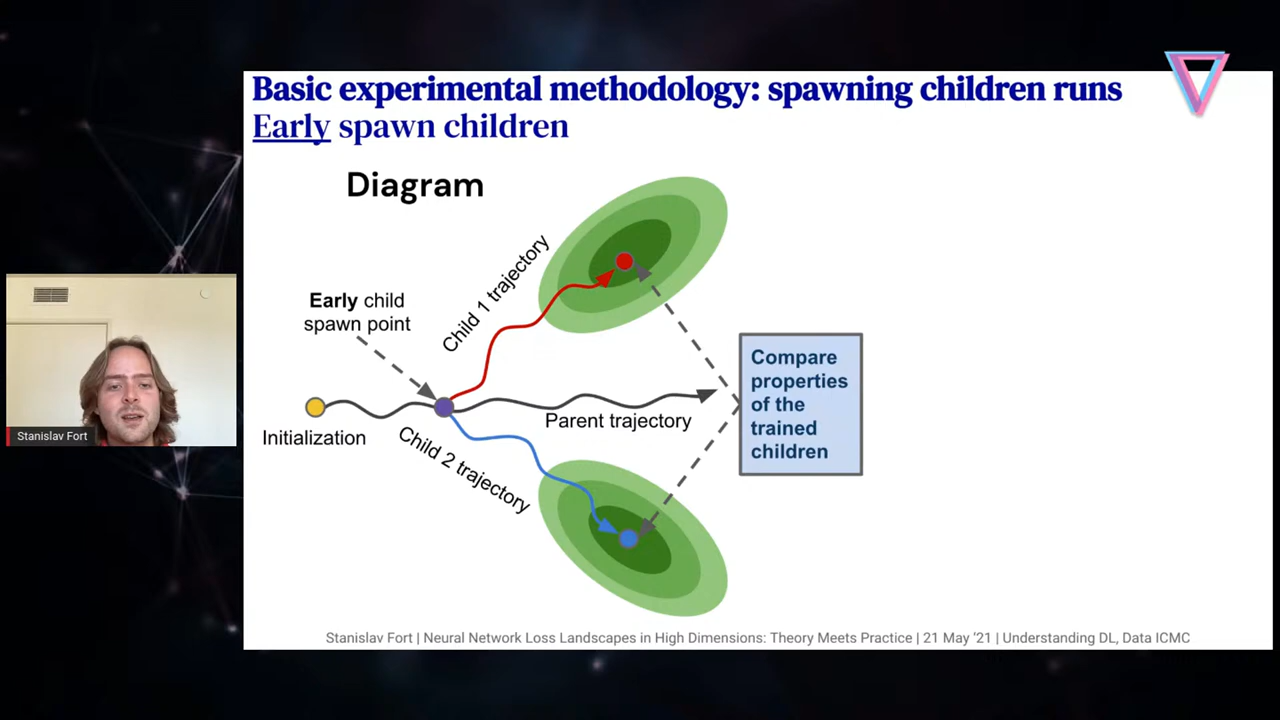 Basic experimental methodology: spawning children runs
Early spawn children
Diagram
Early child
spawn point
Child 1 trajectory
Initialization
Parent trajectory
Child 2 trajectory
Compare
properties
of the
trained
children
Stanislav Fort
Stanislav Fort | Neural Network Loss Landscapes in High Dimensions: Theory Meets Practice | 21 May '21 | Understanding DL, Data ICMC